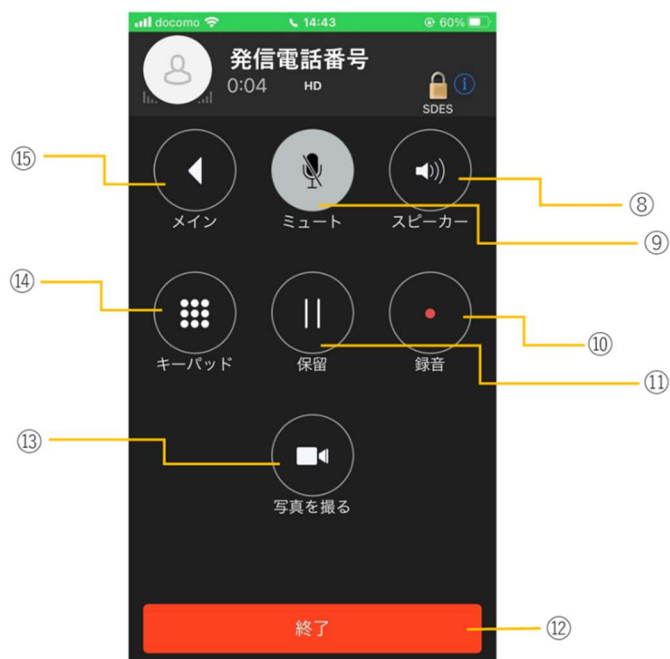 docomo 14:43 60%
発信電話番号
0:04 HD
SDES
⑮
メイン ミュート スピーカー
⑧
⑨
⑭
キーパッド 保留 録音
⑩
⑪
⑬
写真を撮る
終了
⑫